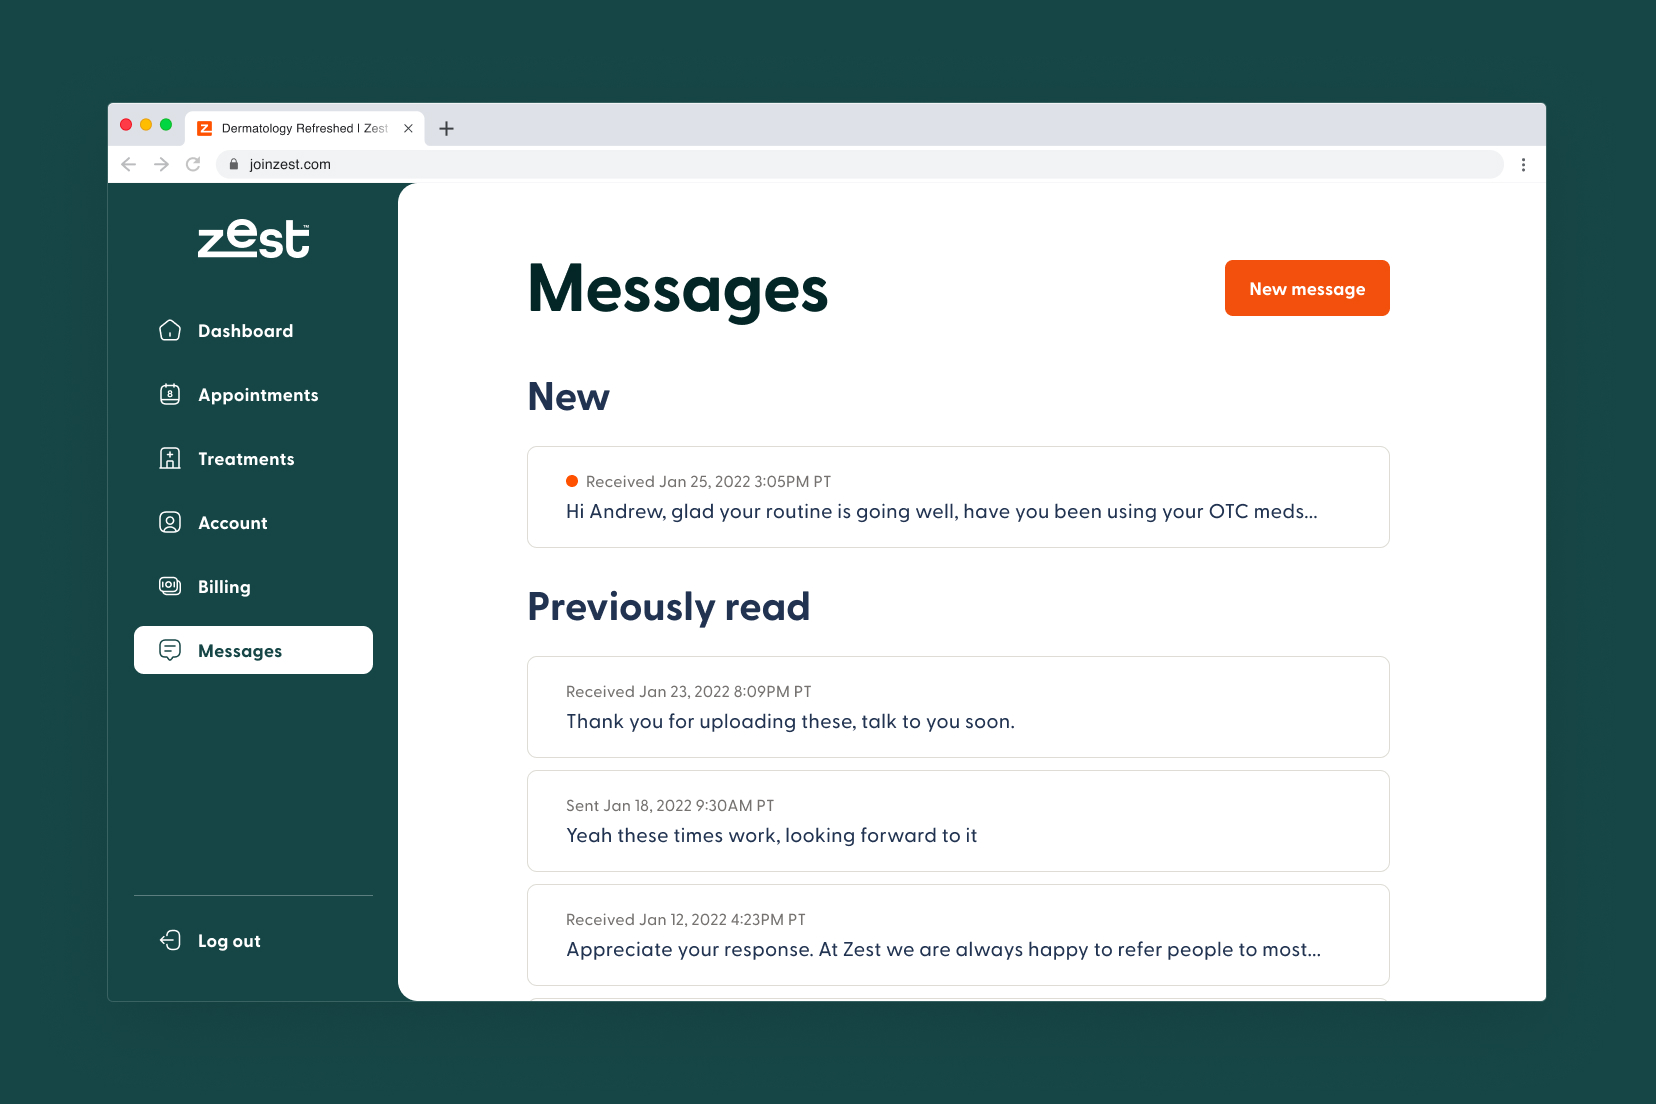 Dermatology Refreshed | Zest
joinzest.com
zest™
Dashboard
8
Appointments
Treatments
Account
Billing
Messages
Log out
Messages
New message
New
Received Jan 25, 2022 3:05PM PT
Hi Andrew, glad your routine is going well, have you been using your OTC meds...
Previously read
Received Jan 23, 2022 8:09PM PT
Thank you for uploading these, talk to you soon.
Sent Jan 18, 2022 9:30AM PT
Yeah these times work, looking forward to it
Received Jan 12, 2022 4:23PM PT
Appreciate your response. At Zest we are always happy to refer people to most...